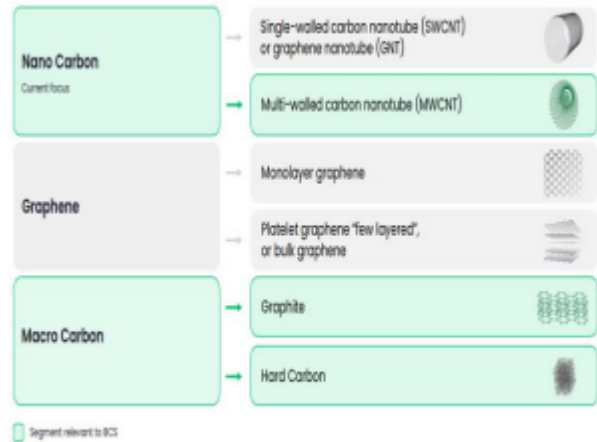 Nano Carbon
Current focus
Single-walled carbon nanotube (SWCNT)
or graphene nanotube (GNT)
Multi-walled carbon nanotube (MWCNT)
Graphene
Monolayer graphene
Platelet graphene "few layered",
or bulk graphene
Macro Carbon
Graphite
Hard Carbon
Segment relevant to BCS